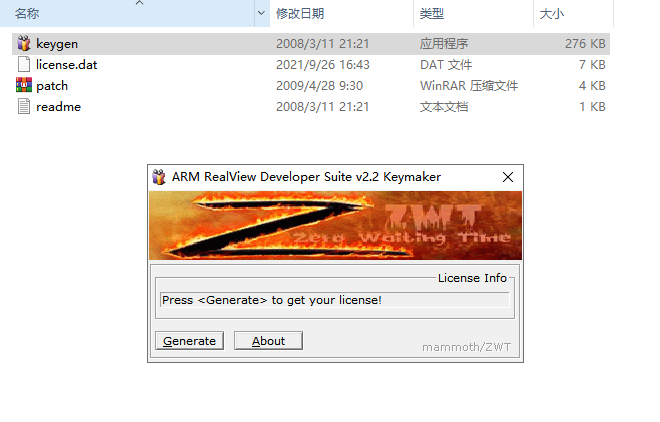 名称 修改日期 类型 大小
keygen 2008/3/11 21:21 应用程序 276 KB
license.dat 2021/9/26 16:43 DAT 文件 7 KB
patch 2009/4/28 9:30 WinRAR 压缩文件 4 KB
readme 2008/3/11 21:21 文本文档 1 KB
ARM RealView Developer Suite v2.2 Keymaker
ZWT
Zero Waiting Time
License Info
Press <Generate> to get your license!
Generate About
mammoth/ZWT